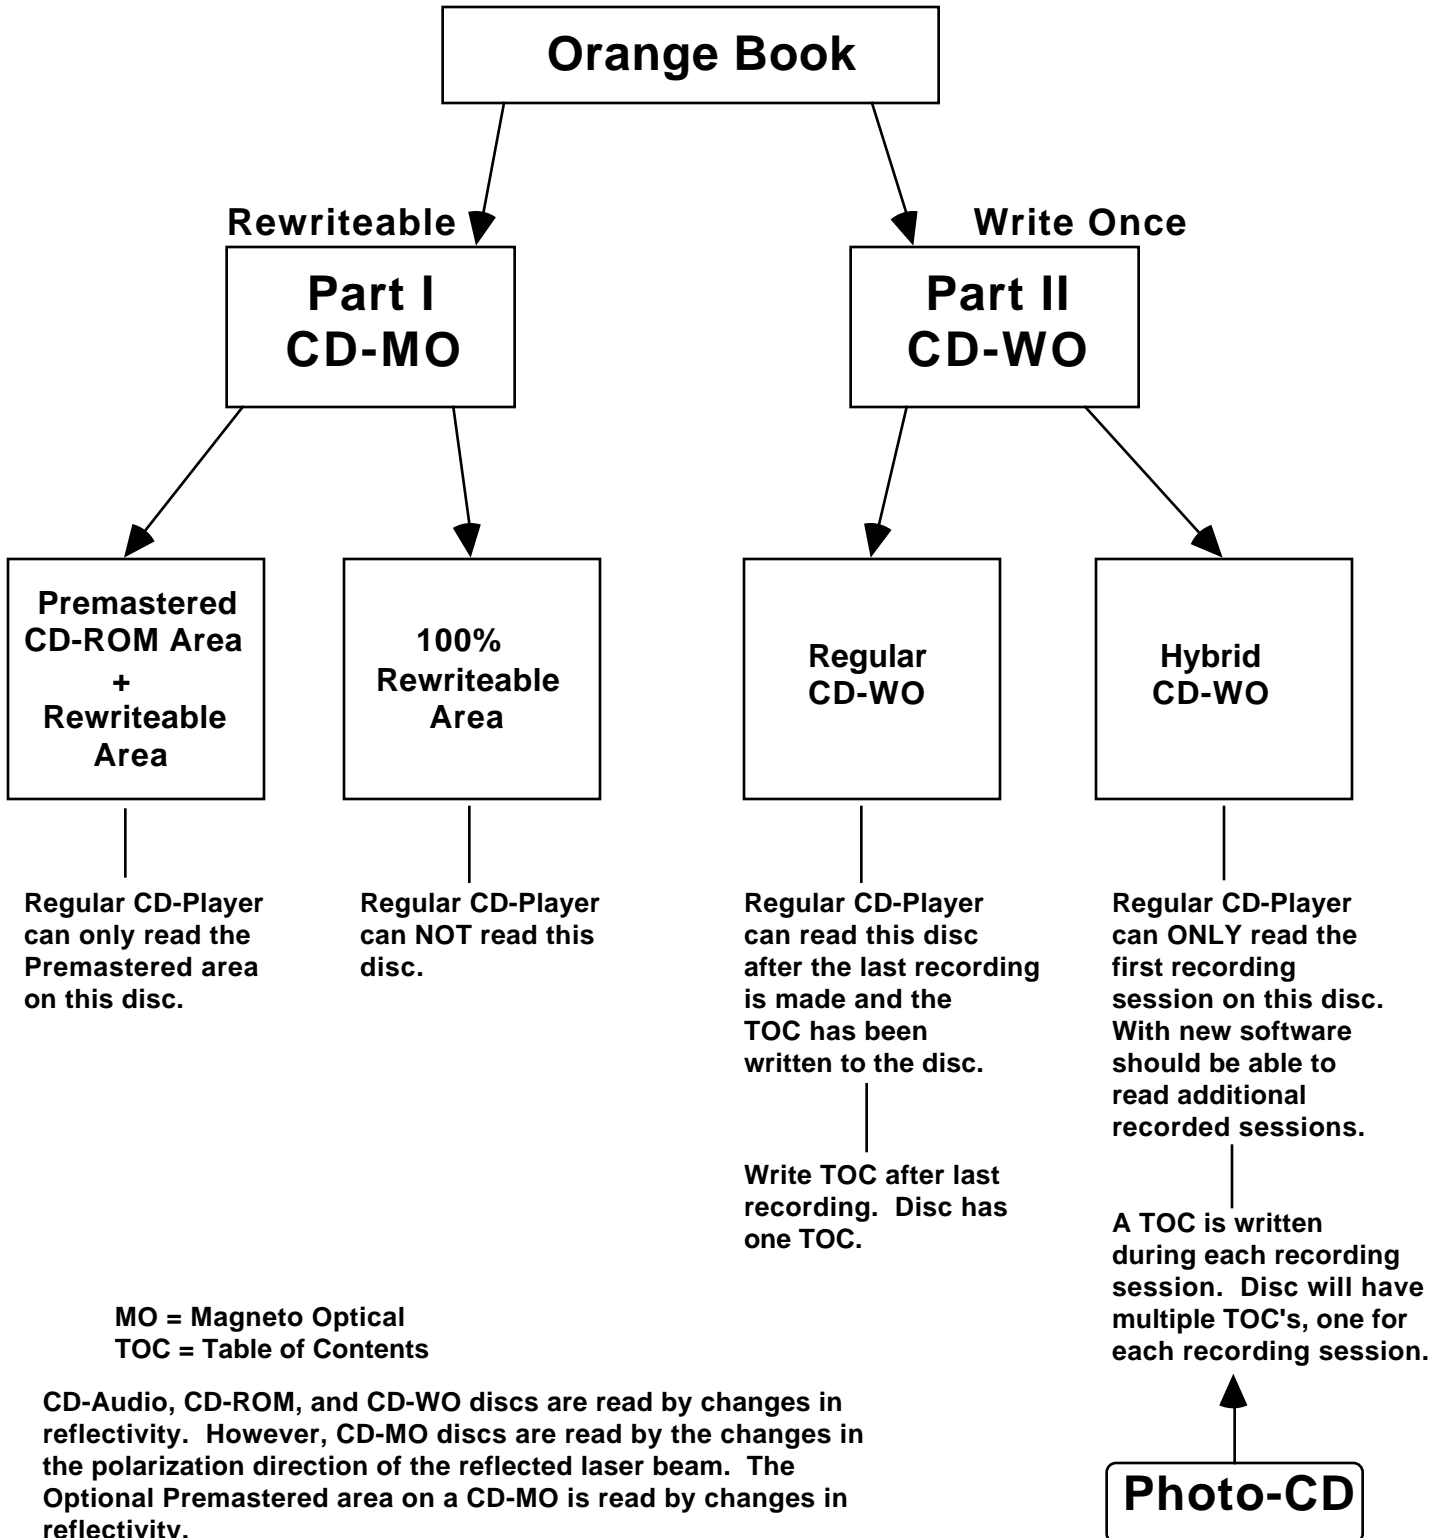 Orange Book
Rewriteable
Write Once
Part I
CD-MO
Part II
CD-WO
Premastered
CD-ROM Area
+
Rewriteable
Area
100%
Rewriteable
Area
Regular
CD-WO
Hybrid
CD-WO
Regular CD-Player
can only read the
Premastered area
on this disc.
Regular CD-Player
can NOT read this
disc.
Regular CD-Player
can read this disc
after the last recording
is made and the
TOC has been
written to the disc.
Write TOC after last
recording.  Disc has
one TOC.
Regular CD-Player
can ONLY read the
first recording
session on this disc.
With new software
should be able to
read additional
recorded sessions.
A TOC is written
during each recording
session.  Disc will have
multiple TOC's, one for
each recording session.
Photo-CD
MO = Magneto Optical
TOC = Table of Contents
CD-Audio, CD-ROM, and CD-WO discs are read by changes in
reflectivity.  However, CD-MO discs are read by the changes in
the polarization direction of the reflected laser beam.  The
Optional Premastered area on a CD-MO is read by changes in
reflectivity.